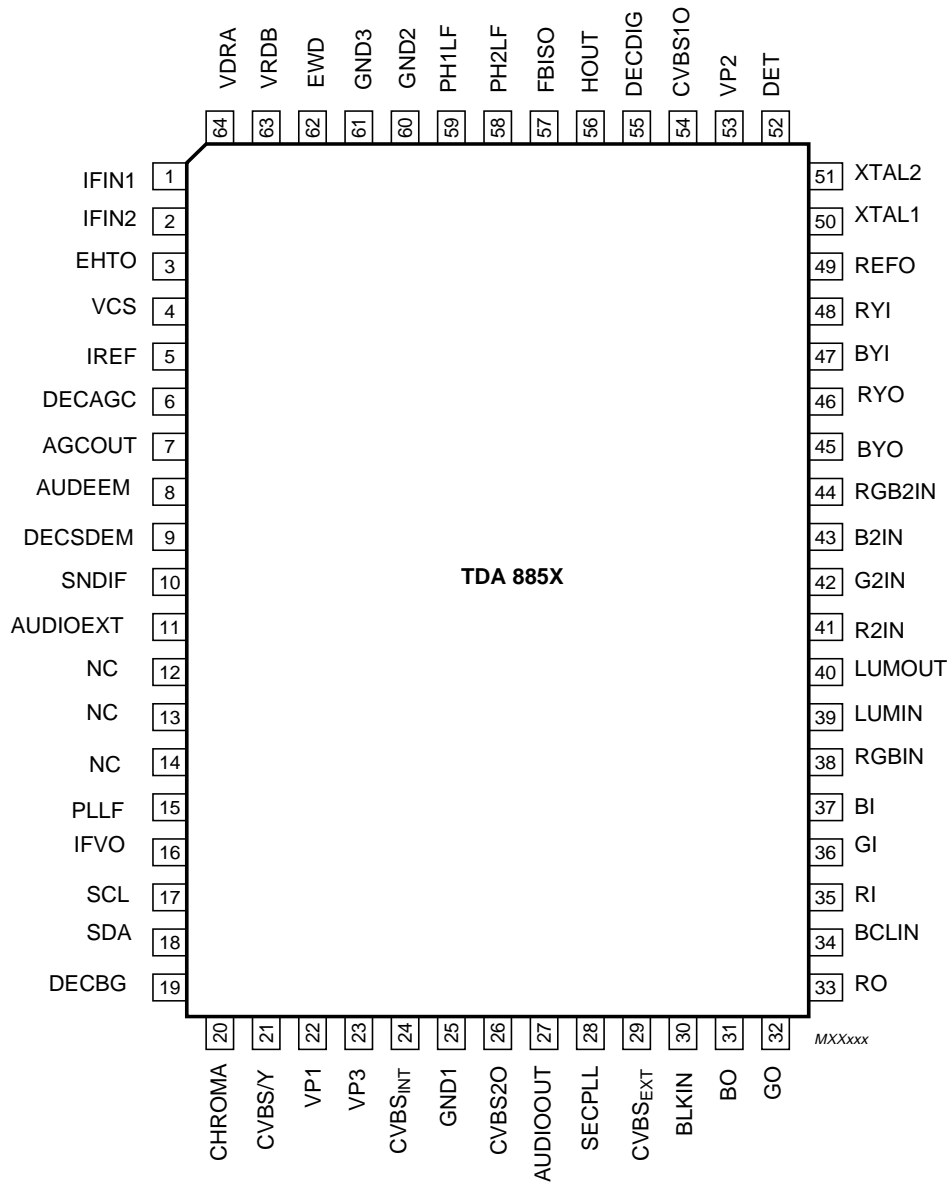 VDRA
VRDB
EWD
GND3
GND2
PH1LF
PH2LF
FBISO
HOUT
DECDIG
CVBS1O
VP2
DET
64 63 62 61 60 59 58 57 56 55 54 53 52
IFIN1 1
IFIN2 2
EHTO 3
VCS 4
IREF 5
DECAGC 6
AGCOUT 7
AUDEEM 8
DECSDEM 9
SNDIF 10
AUDIOEXT 11
NC 12
NC 13
NC 14
PLLF 15
IFVO 16
SCL 17
SDA 18
DECBG 19
TDA 885X
51 XTAL2
50 XTAL1
49 REFO
48 RYI
47 BYI
46 RYO
45 BYO
44 RGB2IN
43 B2IN
42 G2IN
41 R2IN
40 LUMOUT
39 LUMIN
38 RGBIN
37 BI
36 GI
35 RI
34 BCLIN
33 RO
20 21 22 23 24 25 26 27 28 29 30 31 32
MXXxxx
CHROMA
CVBS/Y
VP1
VP3
CVBSINT
GND1
CVBS2O
AUDIOOUT
SECPLL
CVBSEXT
BLKIN
BO
GO